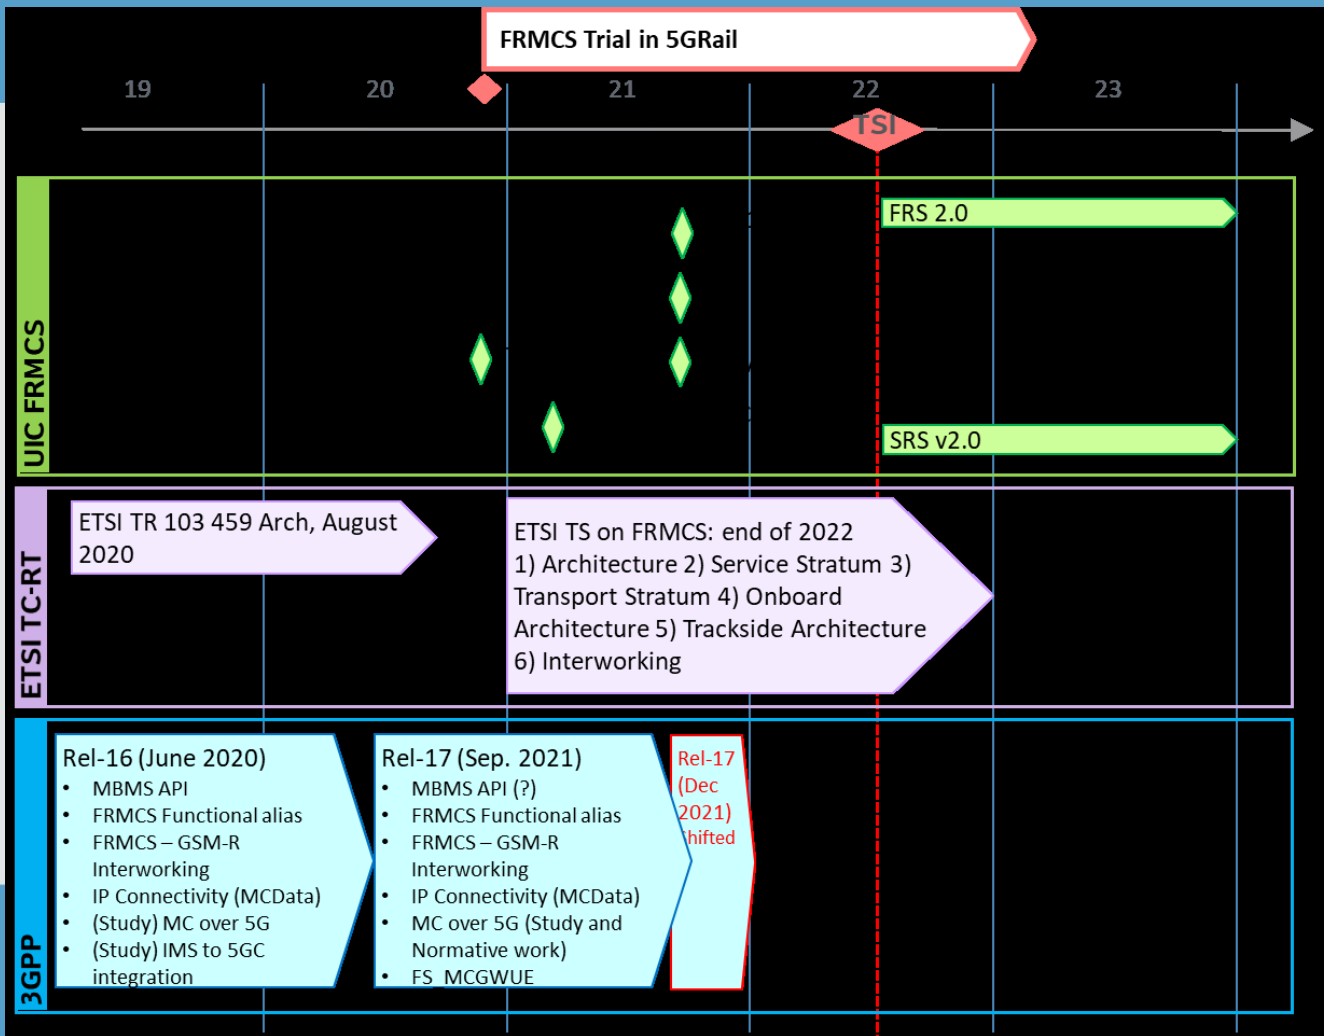 FRMCS Trial in 5GRail
19
20
21
22
23
TSI
UIC FRMCS
FRS 2.0
SRS v2.0
ETSI TC-RT
ETSI TR 103 459 Arch, August
2020
ETSI TS on FRMCS: end of 2022
1) Architecture 2) Service Stratum 3)
Transport Stratum 4) Onboard
Architecture 5) Trackside Architecture
6) Interworking
3GPP
Rel-16 (June 2020)
• MBMS API
• FRMCS Functional alias
• FRMCS – GSM-R
Interworking
• IP Connectivity (MCData)
• (Study) MC over 5G
• (Study) IMS to 5GC
integration
Rel-17 (Sep. 2021)
• MBMS API (?)
• FRMCS Functional alias
• FRMCS – GSM-R
Interworking
• IP Connectivity (MCData)
• MC over 5G (Study and
Normative work)
• FS_MCGWUE
Rel-17
(Dec
2021)
hifted